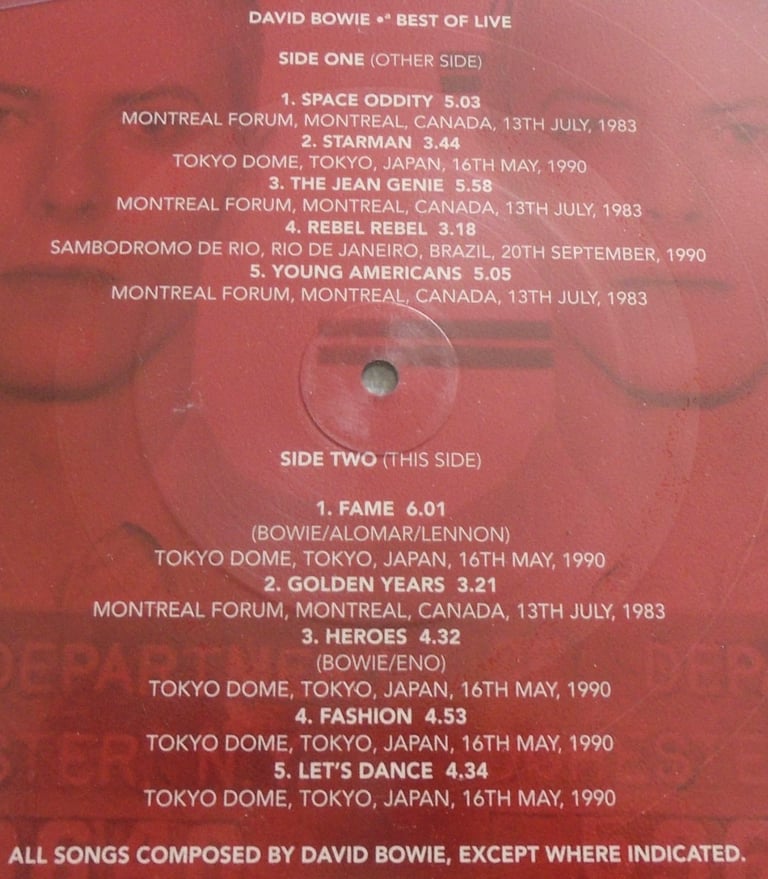 DAVID BOWIE •ª BEST OF LIVE
SIDE ONE (OTHER SIDE)
1. SPACE ODDITY 5.03
MONTREAL FORUM, MONTREAL, CANADA, 13TH JULY, 1983
2. STARMAN 3.44
TOKYO DOME, TOKYO, JAPAN, 16TH MAY, 1990
3. THE JEAN GENIE 5.58
MONTREAL FORUM, MONTREAL, CANADA, 13TH JULY, 1983
4. REBEL REBEL 3.18
SAMBODROMO DE RIO, RIO DE JANEIRO, BRAZIL, 20TH SEPTEMBER, 1990
5. YOUNG AMERICANS 5.05
MONTREAL FORUM, MONTREAL, CANADA, 13TH JULY, 1983
SIDE TWO (THIS SIDE)
1. FAME 6.01
(BOWIE/ALOMAR/LENNON)
TOKYO DOME, TOKYO, JAPAN, 16TH MAY, 1990
2. GOLDEN YEARS 3.21
MONTREAL FORUM, MONTREAL, CANADA, 13TH JULY, 1983
3. HEROES 4.32
(BOWIE/ENO)
TOKYO DOME, TOKYO, JAPAN, 16TH MAY, 1990
4. FASHION 4.53
TOKYO DOME, TOKYO, JAPAN, 16TH MAY, 1990
5. LET'S DANCE 4.34
TOKYO DOME, TOKYO, JAPAN, 16TH MAY, 1990
ALL SONGS COMPOSED BY DAVID BOWIE, EXCEPT WHERE INDICATED.